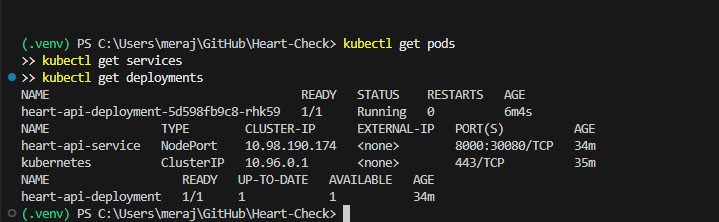 (.venv) PS C:\Users\meraj\GitHub\Heart-Check> kubectl get pods
>> kubectl get services
>> kubectl get deployments
NAME READY STATUS RESTARTS AGE
heart-api-deployment-5d598fb9c8-rhk59 1/1 Running 0 6m4s
NAME TYPE CLUSTER-IP EXTERNAL-IP PORT(S) AGE
heart-api-service NodePort 10.98.190.174 <none> 8000:30080/TCP 34m
kubernetes ClusterIP 10.96.0.1 <none> 443/TCP 35m
NAME READY UP-TO-DATE AVAILABLE AGE
heart-api-deployment 1/1 1 1 34m
(.venv) PS C:\Users\meraj\GitHub\Heart-Check>